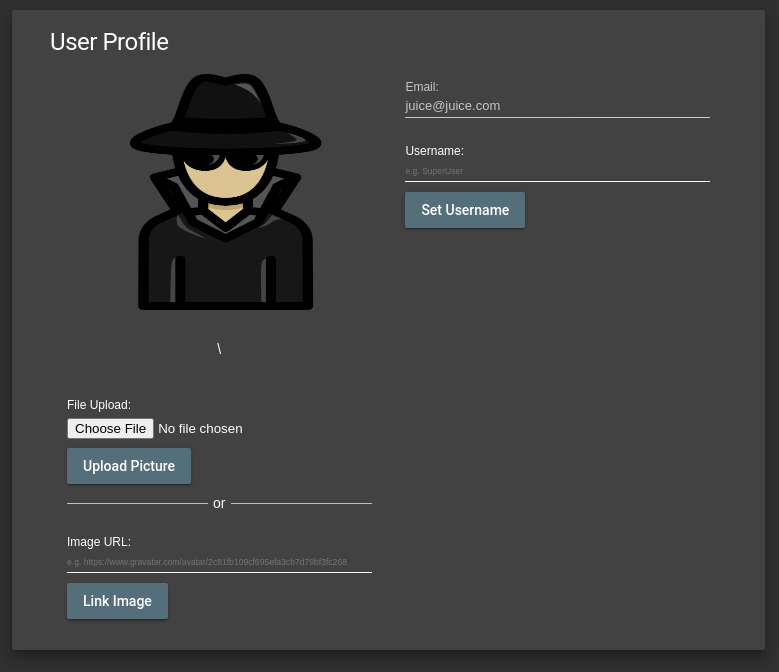 User Profile
Email:
juice@juice.com
Username:
e.g. SuperUser
Set Username
\
File Upload:
Choose File No file chosen
Upload Picture
or
Image URL:
e.g. https://www.gravatar.com/avatar/2c81fb109cf695efa3cb7d79bf3fc268
Link Image